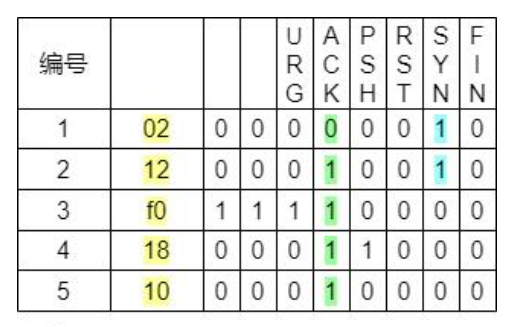 编号 URG ACK PSH RST SYN FIN
1 02 0 0 0 0 0 0 1 0
2 12 0 0 0 1 0 0 1 0
3 f0 1 1 1 1 0 0 0 0
4 18 0 0 0 1 1 0 0 0
5 10 0 0 0 1 0 0 0 0